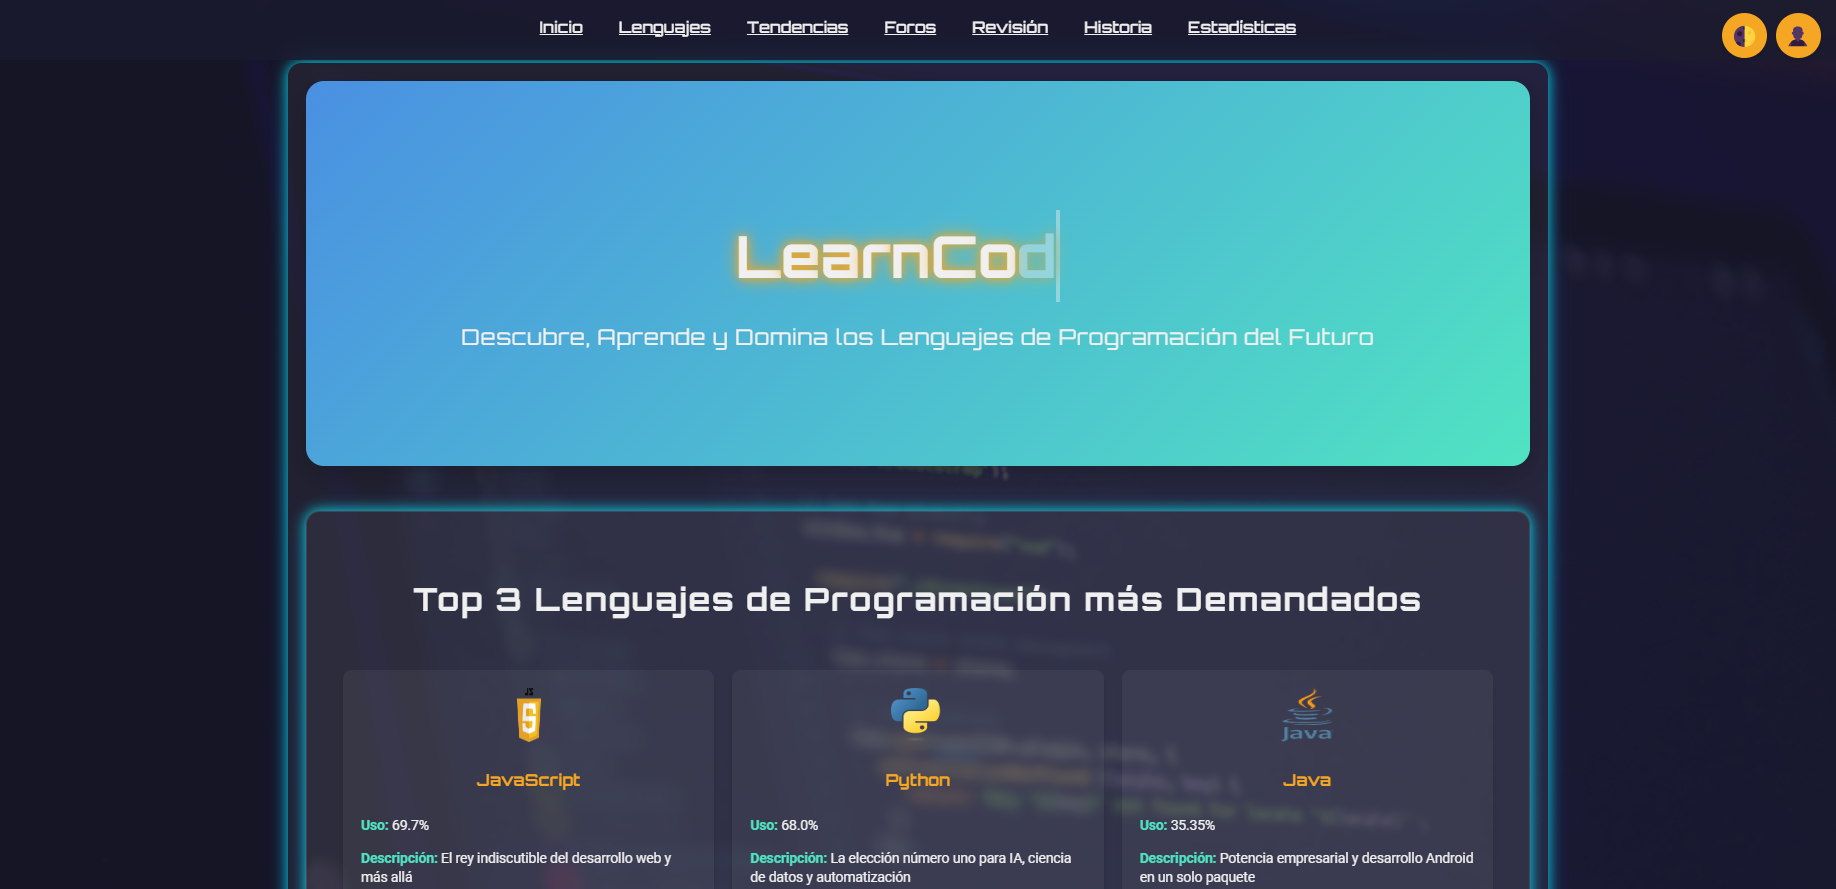 Inicio Lenguajes Tendencias Foros Revisión Historia Estadísticas
LearnCod
Descubre, Aprende y Domina los Lenguajes de Programación del Futuro
Top 3 Lenguajes de Programación más Demandados
JS
JavaScript
Uso: 69.7%
Descripción: El rey indiscutible del desarrollo web y
más allá
Python
Uso: 68.0%
Descripción: La elección número uno para IA, ciencia
de datos y automatización
Java
Java
Uso: 35.35%
Descripción: Potencia empresarial y desarrollo Android
en un solo paquete